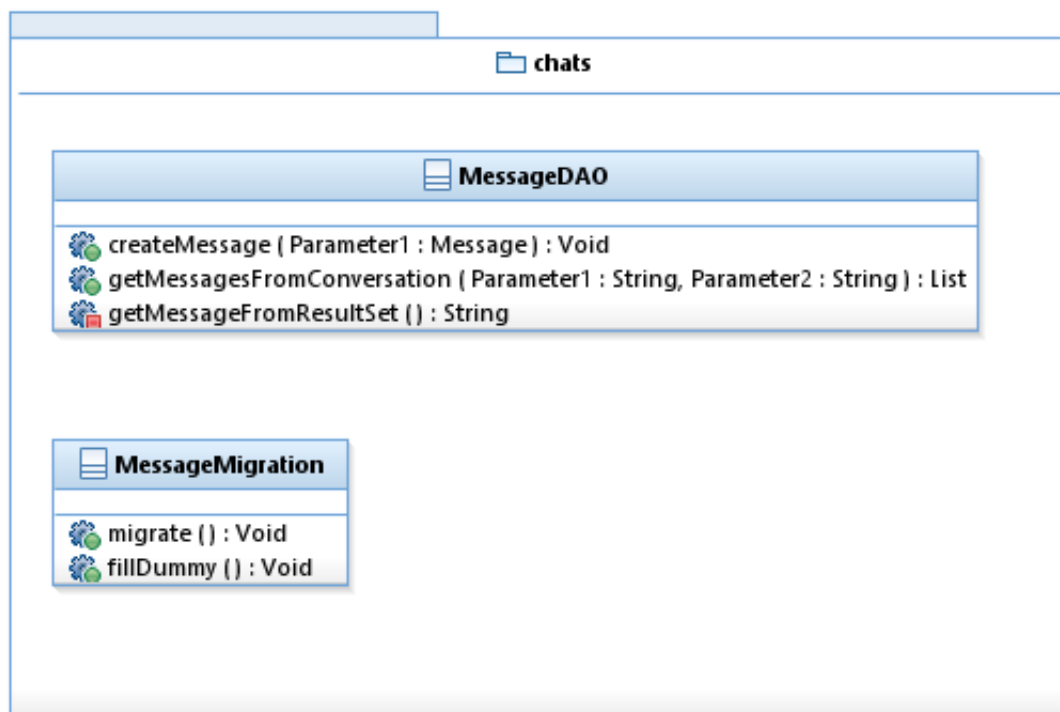 chats
MessageDAO
createMessage ( Parameter1 : Message ) : Void
getMessagesFromConversation ( Parameter1 : String, Parameter2 : String ) : List
getMessageFromResultSet () : String
MessageMigration
migrate () : Void
fillDummy () : Void